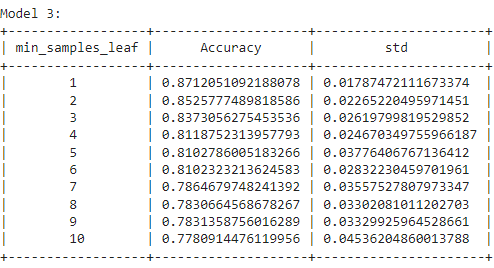 Model 3:
+------------------+--------------------+----------------------+
| min_samples_leaf | Accuracy | std |
+------------------+--------------------+----------------------+
| 1 | 0.8712051092188078 | 0.01787472111673374 |
| 2 | 0.8525777489818586 | 0.02265220495971451 |
| 3 | 0.8373056275453536 | 0.02619799819529852 |
| 4 | 0.8118752313957793 | 0.024670349755966187 |
| 5 | 0.8102786005183266 | 0.03776406767136412 |
| 6 | 0.8102323213624583 | 0.02832230459701961 |
| 7 | 0.7864679748241392 | 0.03557527807973347 |
| 8 | 0.7830664568678267 | 0.03302081011202703 |
| 9 | 0.7831358756016289 | 0.03329925964528661 |
| 10 | 0.7780914476119956 | 0.04536204860013788 |
+------------------+--------------------+----------------------+